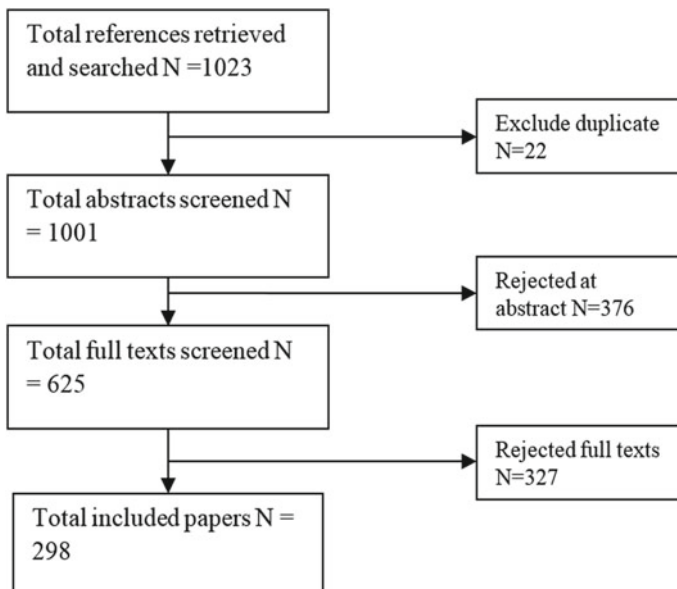 Total references retrieved
and searched N =1023
Exclude duplicate
N=22
Total abstracts screened N
= 1001
Rejected at
abstract N=376
Total full texts screened N
= 625
Rejected full texts
N=327
Total included papers N =
298